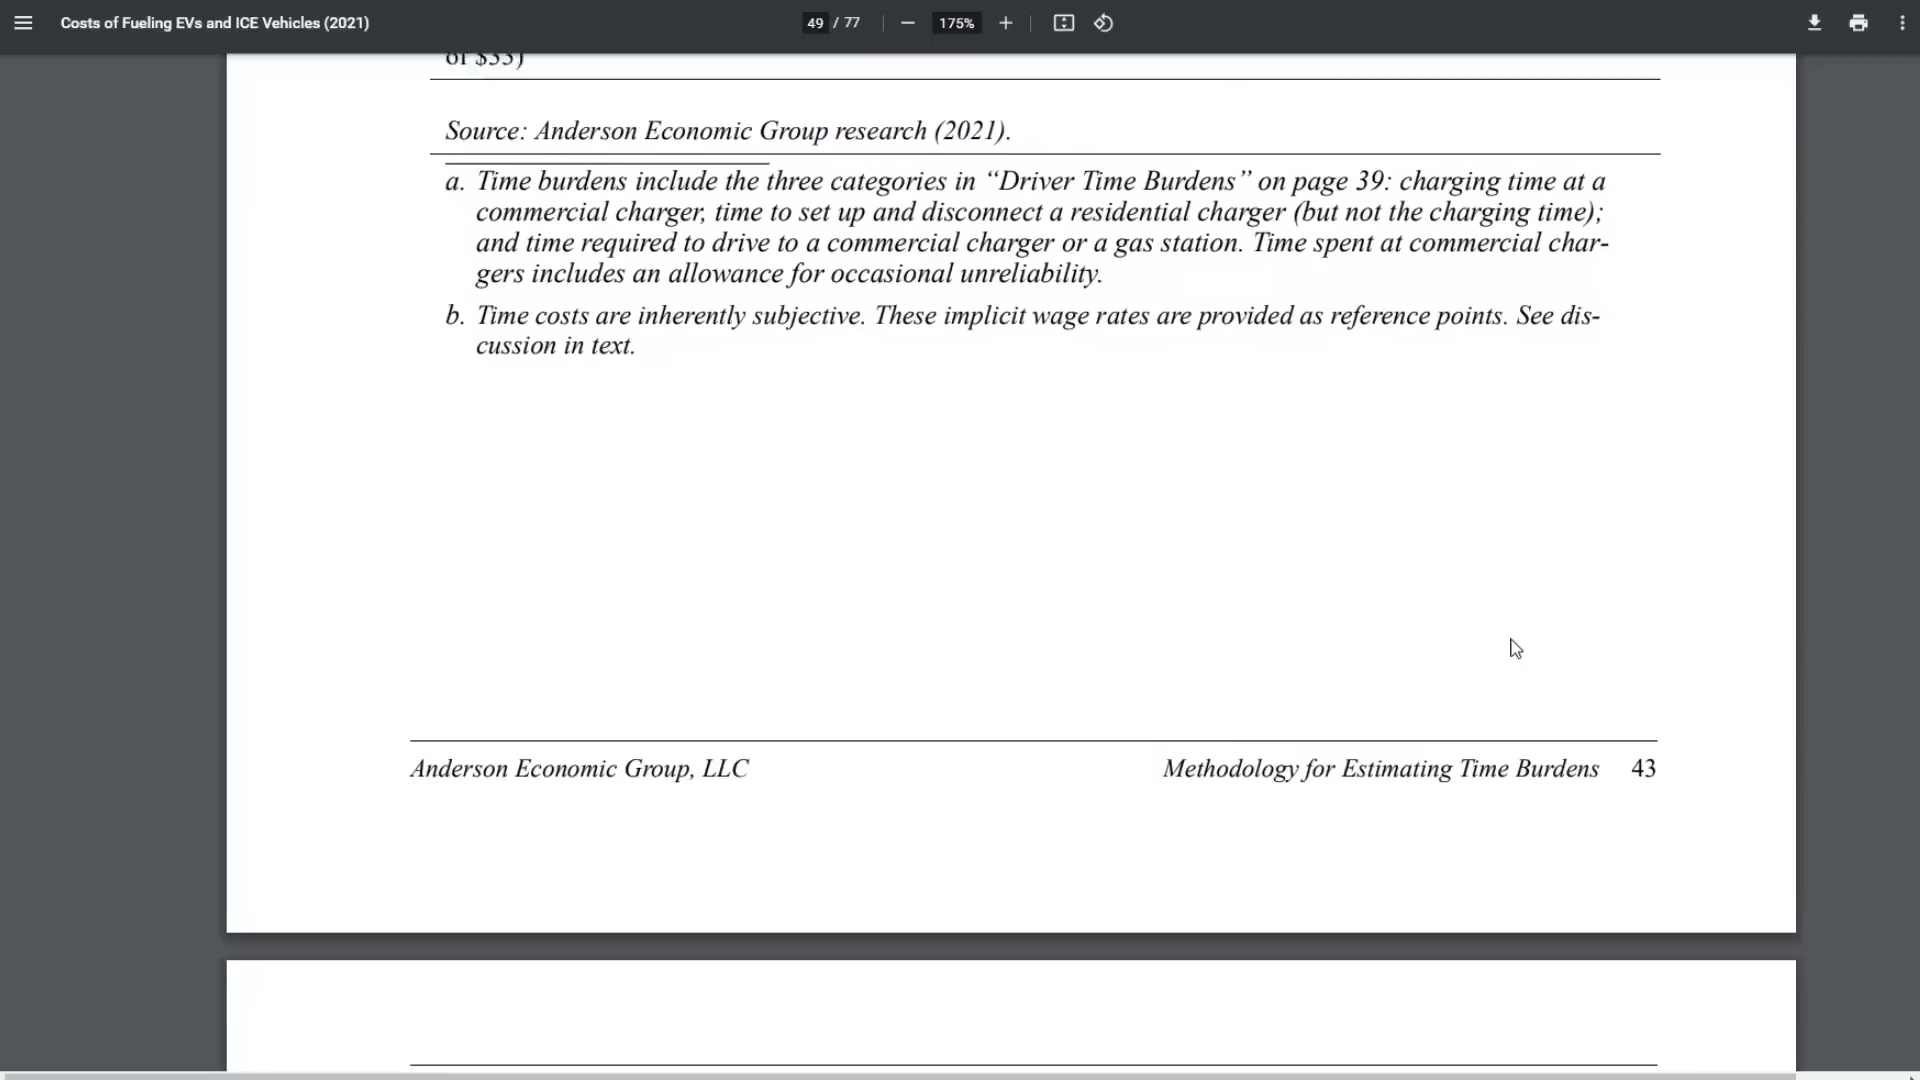 Costs of Fueling EVs and ICE Vehicles (2021)
49 / 77
175%
of $33)
Source: Anderson Economic Group research (2021).
a. Time burdens include the three categories in “Driver Time Burdens” on page 39: charging time at a
commercial charger, time to set up and disconnect a residential charger (but not the charging time);
and time required to drive to a commercial charger or a gas station. Time spent at commercial char-
gers includes an allowance for occasional unreliability.
b. Time costs are inherently subjective. These implicit wage rates are provided as reference points. See dis-
cussion in text.
Anderson Economic Group, LLC
Methodology for Estimating Time Burdens 43